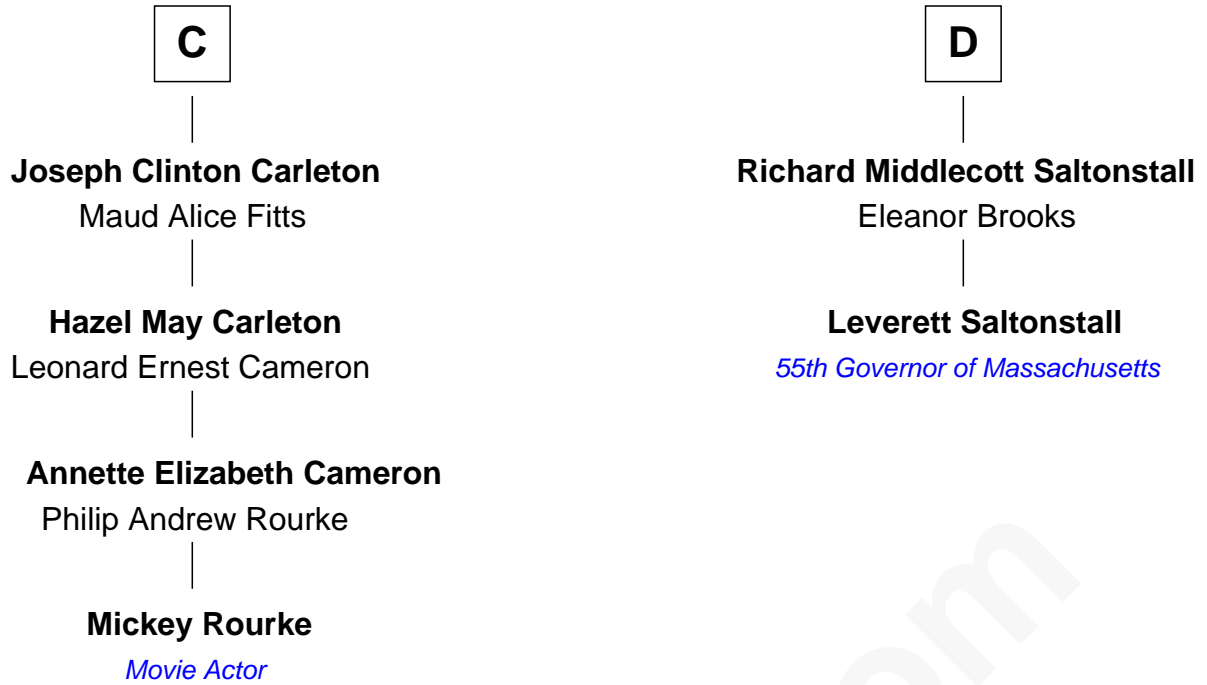 C
Joseph Clinton Carleton
Maud Alice Fitts
Hazel May Carleton
Leonard Ernest Cameron
Annette Elizabeth Cameron
Philip Andrew Rourke
Mickey Rourke
Movie Actor
D
Richard Middlecott Saltonstall
Eleanor Brooks
Leverett Saltonstall
55th Governor of Massachusetts
om